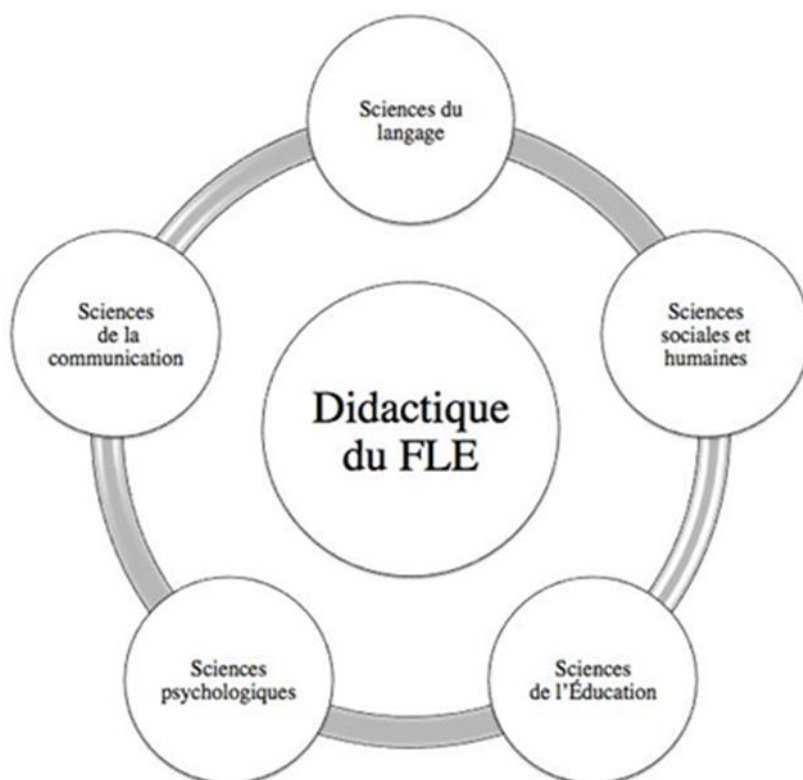 Sciences du
langage
Sciences
sociales et
humaines
Sciences
de l'Éducation
Sciences
psychologiques
Sciences
de la
communication
Didactique
du FLE